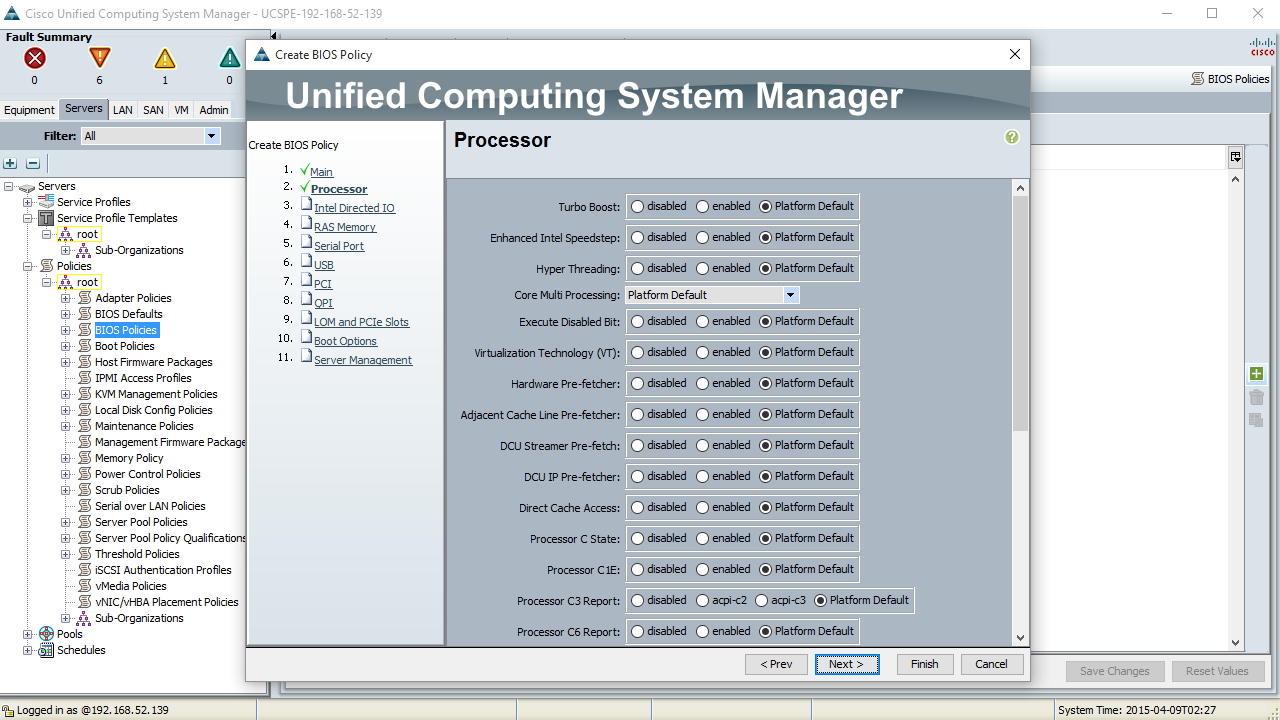 Cisco Unified Computing System Manager - UCSPE-192-168-52-139
Fault Summary
0 6 1 0
Equipment Servers LAN SAN VM Admin
Filter: All
Servers
Service Profiles
Service Profile Templates
root
Sub-Organizations
Policies
root
Adapter Policies
BIOS Defaults
BIOS Policies
Boot Policies
Host Firmware Packages
IPMI Access Profiles
KVM Management Policies
Local Disk Config Policies
Maintenance Policies
Management Firmware Package
Memory Policy
Power Control Policies
Scrub Policies
Serial over LAN Policies
Server Pool Policies
Server Pool Policy Qualifications
Threshold Policies
iSCSI Authentication Profiles
vMedia Policies
vNIC/vHBA Placement Policies
Sub-Organizations
Pools
Schedules
Create BIOS Policy
Unified Computing System Manager
Create BIOS Policy
1. Main
2. Processor
3. Intel Directed IO
4. RAS Memory
5. Serial Port
6. USB
7. PCI
8. QPI
9. LOM and PCIe Slots
10. Boot Options
11. Server Management
Processor
?
Turbo Boost: disabled enabled Platform Default
Enhanced Intel Speedstep: disabled enabled Platform Default
Hyper Threading: disabled enabled Platform Default
Core Multi Processing: Platform Default
Execute Disabled Bit: disabled enabled Platform Default
Virtualization Technology (VT): disabled enabled Platform Default
Hardware Pre-fetcher: disabled enabled Platform Default
Adjacent Cache Line Pre-fetcher: disabled enabled Platform Default
DCU Streamer Pre-fetch: disabled enabled Platform Default
DCU IP Pre-fetcher: disabled enabled Platform Default
Direct Cache Access: disabled enabled Platform Default
Processor C State: disabled enabled Platform Default
Processor C1E: disabled enabled Platform Default
Processor C3 Report: disabled acpi-c2 acpi-c3 Platform Default
Processor C6 Report: disabled enabled Platform Default
< Prev Next > Finish Cancel
CISCO
BIOS Policies
Save Changes Reset Values
Logged in as @192.168.52.139
System Time: 2015-04-09T02:27